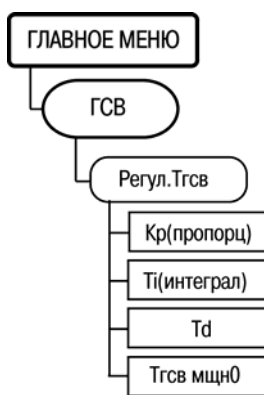 ГЛАВНОЕ МЕНЮ
ГСВ
Регул.Тгсв
Кр(пропорц)
Ti(интеграл)
Td
Тгсв мщн0